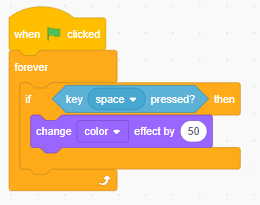 when clicked
forever
if key space pressed? then
change color effect by 50